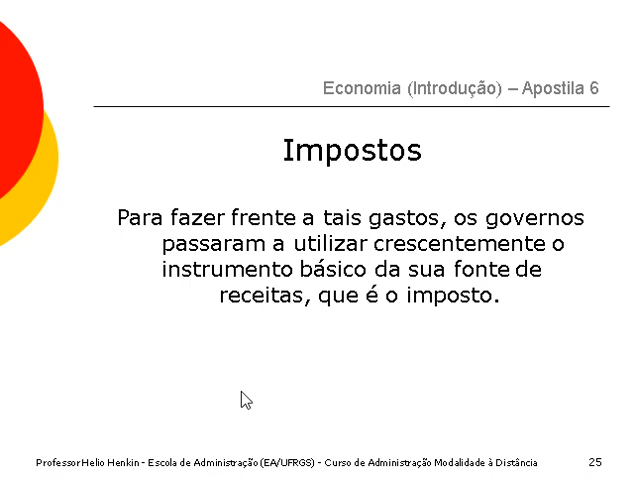 Economia (Introdução) – Apostila 6
Impostos
Para fazer frente a tais gastos, os governos
passaram a utilizar crescentemente o
instrumento básico da sua fonte de
receitas, que é o imposto.
Professor Helio Henkin - Escola de Administração (EA/UFRGS) - Curso de Administração Modalidade à Distância
25